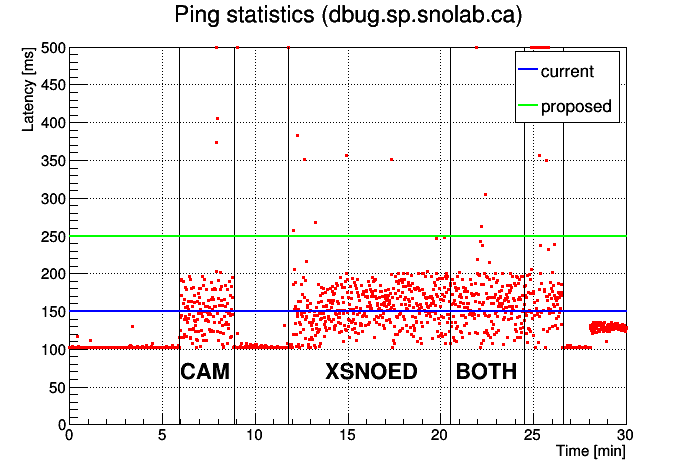 Ping statistics (dbug.sp.snolab.ca)
Latency [ms]
500
450
400
350
300
250
200
150
100
50
0
current
proposed
CAM
XSNOED
BOTH
0 5 10 15 20 25 30
Time [min]